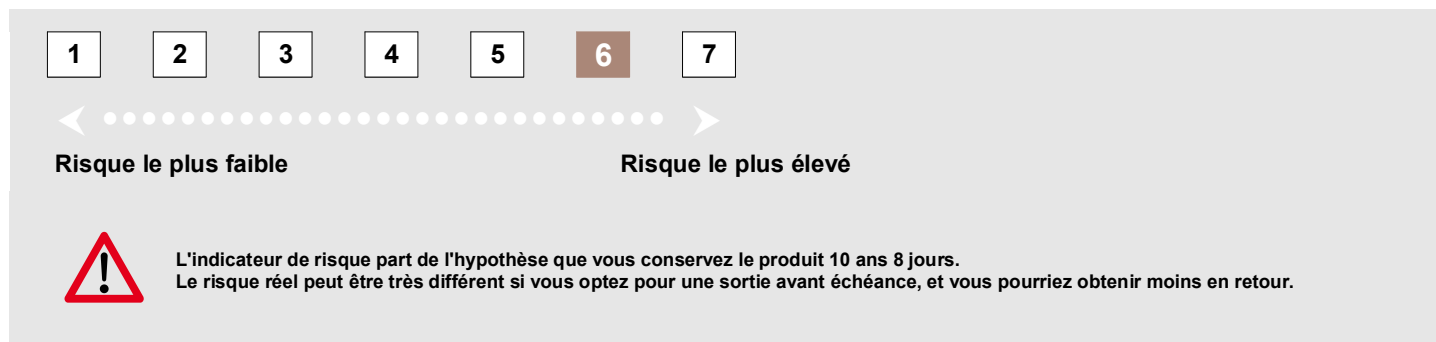 1 2 3 4 5 6 7
Risque le plus faible Risque le plus élevé
L'indicateur de risque part de l'hypothèse que vous conservez le produit 10 ans 8 jours.
Le risque réel peut être très différent si vous optez pour une sortie avant échéance, et vous pourriez obtenir moins en retour.